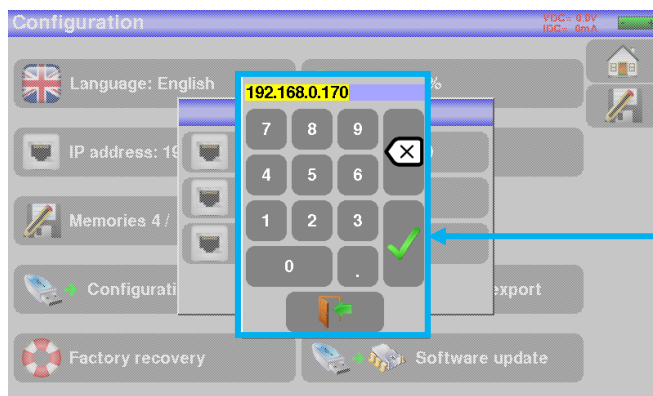 Configuration
VDC= 0.0V
IDC= 0mA
Language: English
%
192.168.0.170
7 8 9
IP address: 19
4 5 6
Memories 4 /
1 2 3
0 .
Configurati
export
Factory recovery
Software update